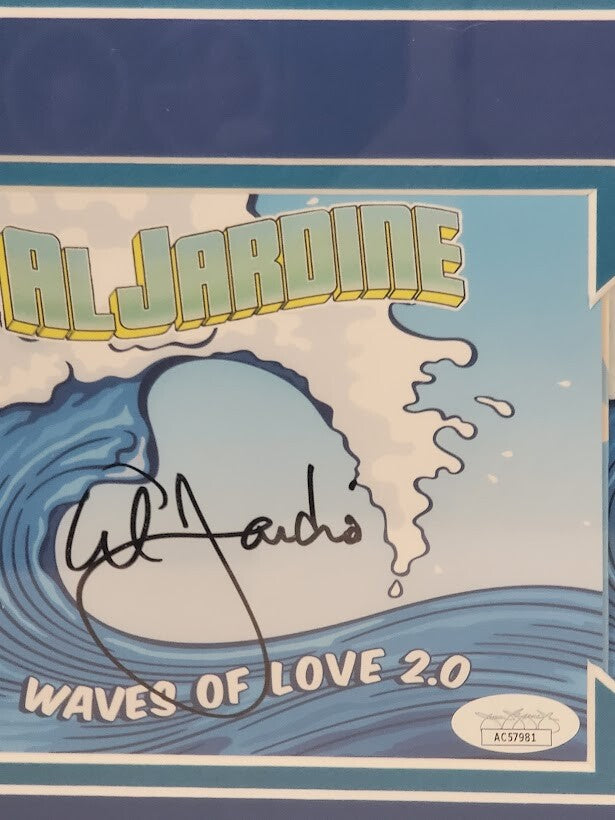 AL JARDINE
Al Jardine
WAVES OF LOVE 2.0
AC57981